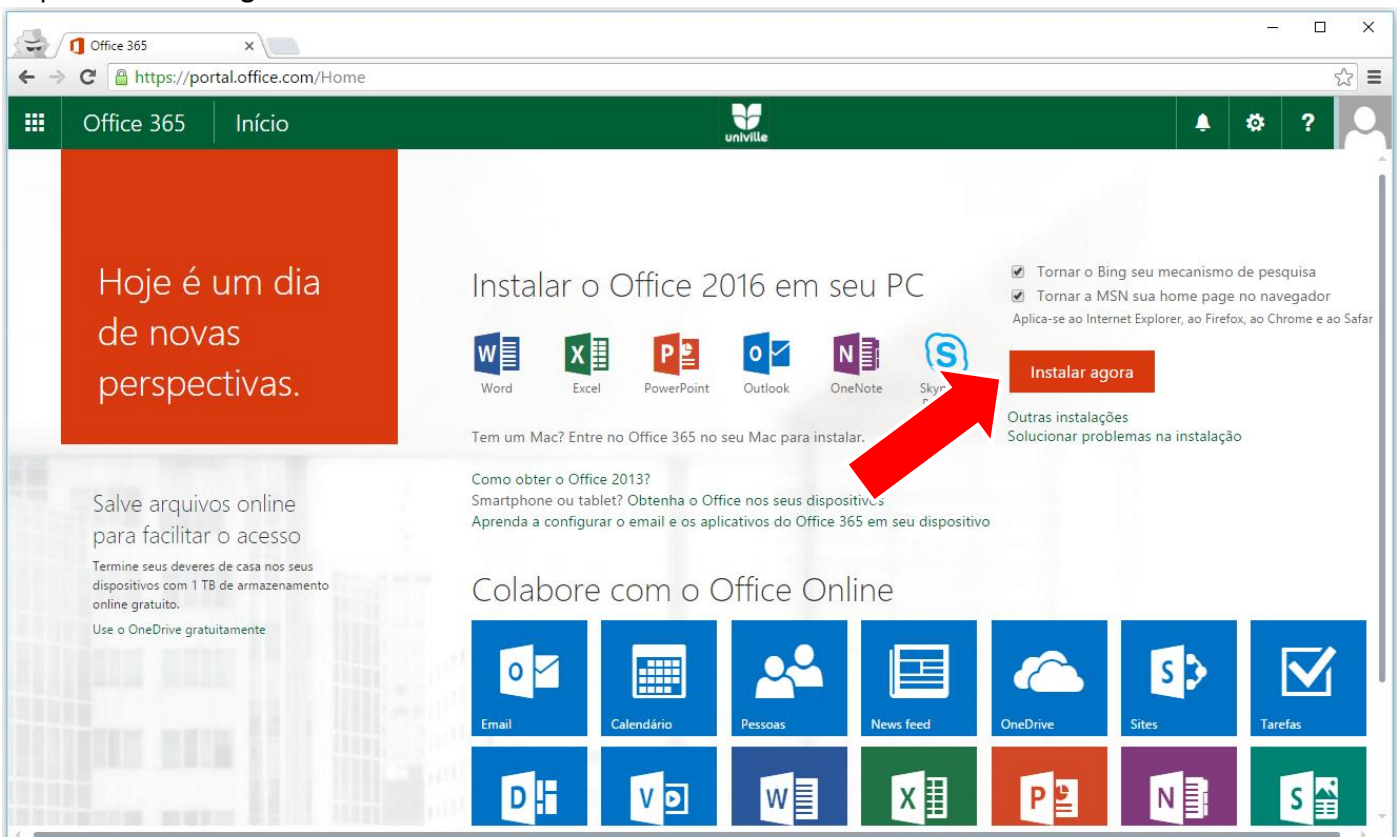 Office 365
https://portal.office.com/Home
Office 365
Início
univille
?
Hoje é um dia
de novas
perspectivas.
Salve arquivos online
para facilitar o acesso
Termine seus deveres de casa nos seus
dispositivos com 1 TB de armazenamento
online gratuito.
Use o OneDrive gratuitamente
Instalar o Office 2016 em seu PC
Word
Excel
PowerPoint
Outlook
OneNote
Tornar o Bing seu mecanismo de pesquisa
Tornar a MSN sua home page no navegador
Aplica-se ao Internet Explorer, ao Firefox, ao Chrome e ao Safar
Instalar agora
Outras instalações
Solucionar problemas na instalação
Tem um Mac? Entre no Office 365 no seu Mac para instalar.
Como obter o Office 2013?
Smartphone ou tablet? Obtenha o Office nos seus dispositivos
Aprenda a configurar o email e os aplicativos do Office 365 em seu dispositivo
Colabore com o Office Online
Email
Calendário
Pessoas
News feed
OneDrive
Sites
Tarefas